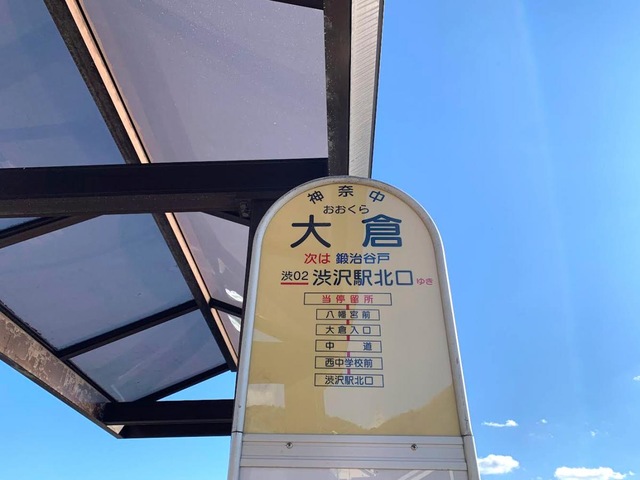 神奈中
おおくら
大倉
次は 鍛治谷戸
渋02 渋沢駅北口 ゆき
当停留所
八幡宮前
大倉入口
中道
西中学校前
渋沢駅北口